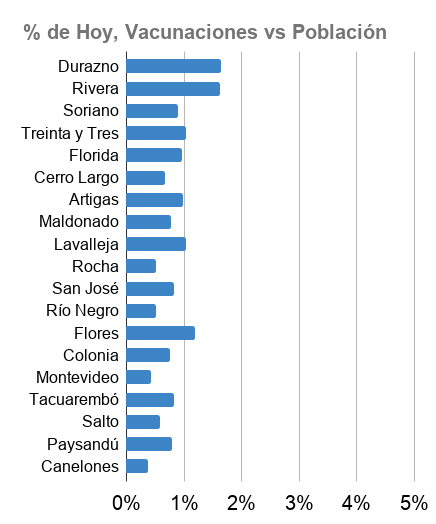 % de Hoy, Vacunaciones vs Población
Durazno
Rivera
Soriano
Treinta y Tres
Florida
Cerro Largo
Artigas
Maldonado
Lavalleja
Rocha
San José
Río Negro
Flores
Colonia
Montevideo
Tacuarembó
Salto
Paysandú
Canelones
0% 1% 2% 3% 4% 5%